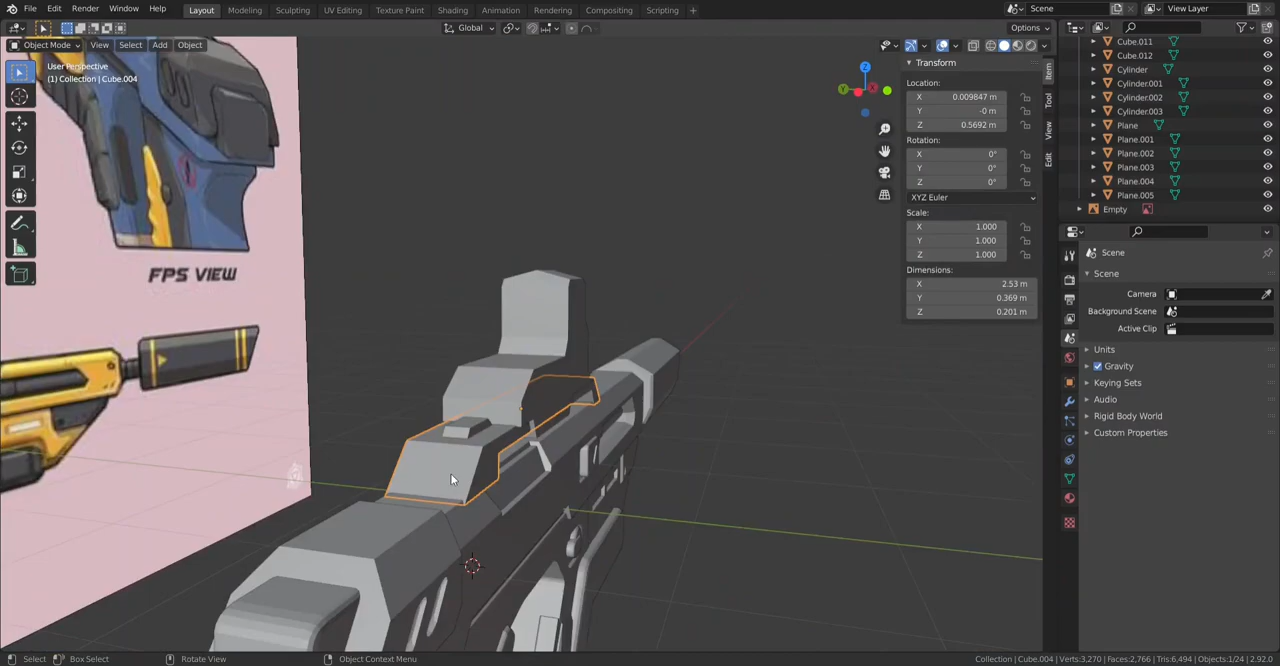 File Edit Render Window Help Layout Modeling Sculpting UV Editing Texture Paint Shading Animation Rendering Compositing Scripting + Scene View Layer
Global Options
Object Mode View Select Add Object
User Perspective
(1) Collection | Cube.004
FPS VIEW
Z
Y
X
Transform
Location:
X 0.009847 m
Y -0 m
Z 0.5692 m
Rotation:
X 0°
Y 0°
Z 0°
XYZ Euler
Scale:
X 1.000
Y 1.000
Z 1.000
Dimensions:
X 2.53 m
Y 0.369 m
Z 0.201 m
Item
Tool
View
Edit
Cube.011
Cube.012
Cylinder
Cylinder.001
Cylinder.002
Cylinder.003
Plane
Plane.001
Plane.002
Plane.003
Plane.004
Plane.005
Empty
Scene
Scene
Camera
Background Scene
Active Clip
Units
Gravity
Keying Sets
Audio
Rigid Body World
Custom Properties
Select Box Select Rotate View Object Context Menu Collection | Cube.004 | Verts:3,270 | Faces:2,766 | Tris:6,494 | Objects:1/24 | 2.92.0